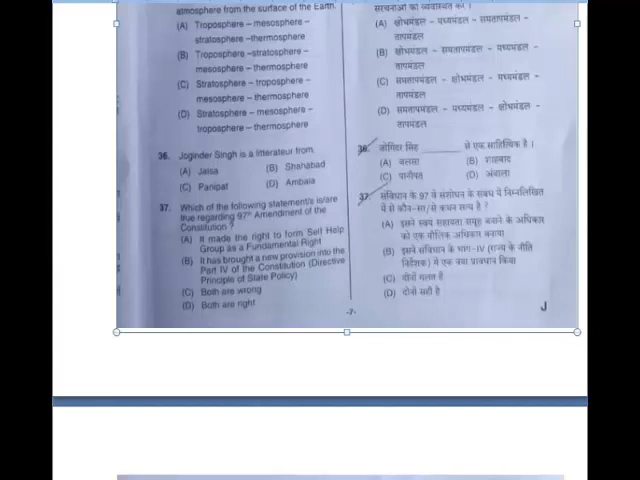 atmosphere from the surface of the Earth.
(A) Troposphere – mesosphere –
stratosphere –thermosphere
(B) Troposphere –stratosphere –
mesosphere – thermosphere
(C) Stratosphere – troposphere –
mesosphere – thermosphere
(D) Stratosphere – mesosphere –
troposphere – thermosphere
36. Joginder Singh is a litterateur from
(A) Jalsa
(B) Shahabad
(C) Panipat
(D) Ambala
37. Which of the following statement/s is/are
true regarding 97th Amendment of the
Constitution ?
(A) It made the right to form Self Help
Group as a Fundamental Right
(B) It has brought a new provision into the
Part IV of the Constitution (Directive
Principle of State Policy)
(C) Both are wrong
(D) Both are right
संरचनाओं को व्यवस्थित करें ।
(A) क्षोभमंडल – मध्यमंडल – समतापमंडल –
तापमंडल
(B) क्षोभमंडल – समतापमंडल – मध्यमंडल –
तापमंडल
(C) समतापमंडल – क्षोभमंडल – मध्यमंडल –
तापमंडल
(D) समतापमंडल – मध्यमंडल – क्षोभमंडल –
तापमंडल
36. जोगिंदर सिंह ________ से एक साहित्यिक है ।
(A) जलसा
(B) शाहबाद
(C) पानीपत
(D) अंबाला
37. संविधान के 97 वें संशोधन के संबंध में निम्नलिखित
में से कौन-सा/से कथन सत्य है ?
(A) इसने स्वयं सहायता समूह बनाने के अधिकार
को एक मौलिक अधिकार बनाया
(B) इसने संविधान के भाग-IV (राज्य के नीति
निर्देशक) में एक नया प्रावधान किया
(C) दोनों गलत है
(D) दोनों सही है
-7-
J